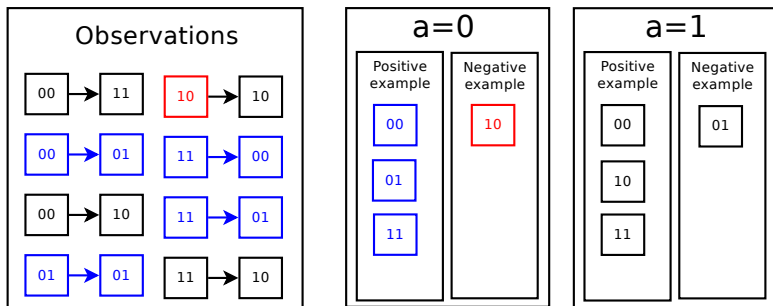 Observations
00 11 10 10
00 01 11 00
00 10 11 01
01 01 11 10
a=0
Positive example
Negative example
00 10
01
11
a=1
Positive example
Negative example
00 01
10
11